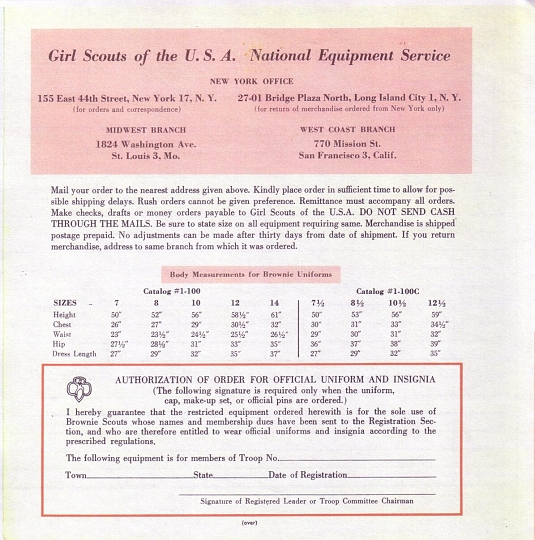 Girl Scouts of the U. S. A. National Equipment Service
NEW YORK OFFICE
155 East 44th Street, New York 17, N. Y. 27-01 Bridge Plaza North, Long Island City 1, N. Y.
(for orders and correspondence) (for return of merchandise ordered from New York only)
MIDWEST BRANCH WEST COAST BRANCH
1824 Washington Ave. 770 Mission St.
St. Louis 3, Mo. San Francisco 3, Calif.
Mail your order to the nearest address given above. Kindly place order in sufficient time to allow for pos-
sible shipping delays. Rush orders cannot be given preference. Remittance must accompany all orders.
Make checks, drafts or money orders payable to Girl Scouts of the U.S.A. DO NOT SEND CASH
THROUGH THE MAILS. Be sure to state size on all equipment requiring same. Merchandise is shipped
postage prepaid. No adjustments can be made after thirty days from date of shipment. If you return
merchandise, address to same branch from which it was ordered.
Body Measurements for Brownie Uniforms
Catalog #1-100 Catalog #1-100C
SIZES – 7 8 10 12 14 7½ 8½ 10½ 12½
Height 50" 52" 56" 58½" 61" 50" 53" 56" 59"
Chest 26" 27" 29" 30½" 32" 30" 31" 33" 34½"
Waist 23" 23½" 24½" 25½" 26½" 29" 30" 31" 32"
Hip 27½" 28½" 31" 33" 35" 36" 37" 38" 39"
Dress Length 27" 29" 32" 35" 37" 27" 29" 32" 35"
AUTHORIZATION OF ORDER FOR OFFICIAL UNIFORM AND INSIGNIA
(The following signature is required only when the uniform,
cap, make-up set, or official pins are ordered.)
I hereby guarantee that the restricted equipment ordered herewith is for the sole use of
Brownie Scouts whose names and membership dues have been sent to the Registration Sec-
tion, and who are therefore entitled to wear official uniforms and insignia according to the
prescribed regulations.
The following equipment is for members of Troop No.
Town State Date of Registration
Signature of Registered Leader or Troop Committee Chairman
(over)